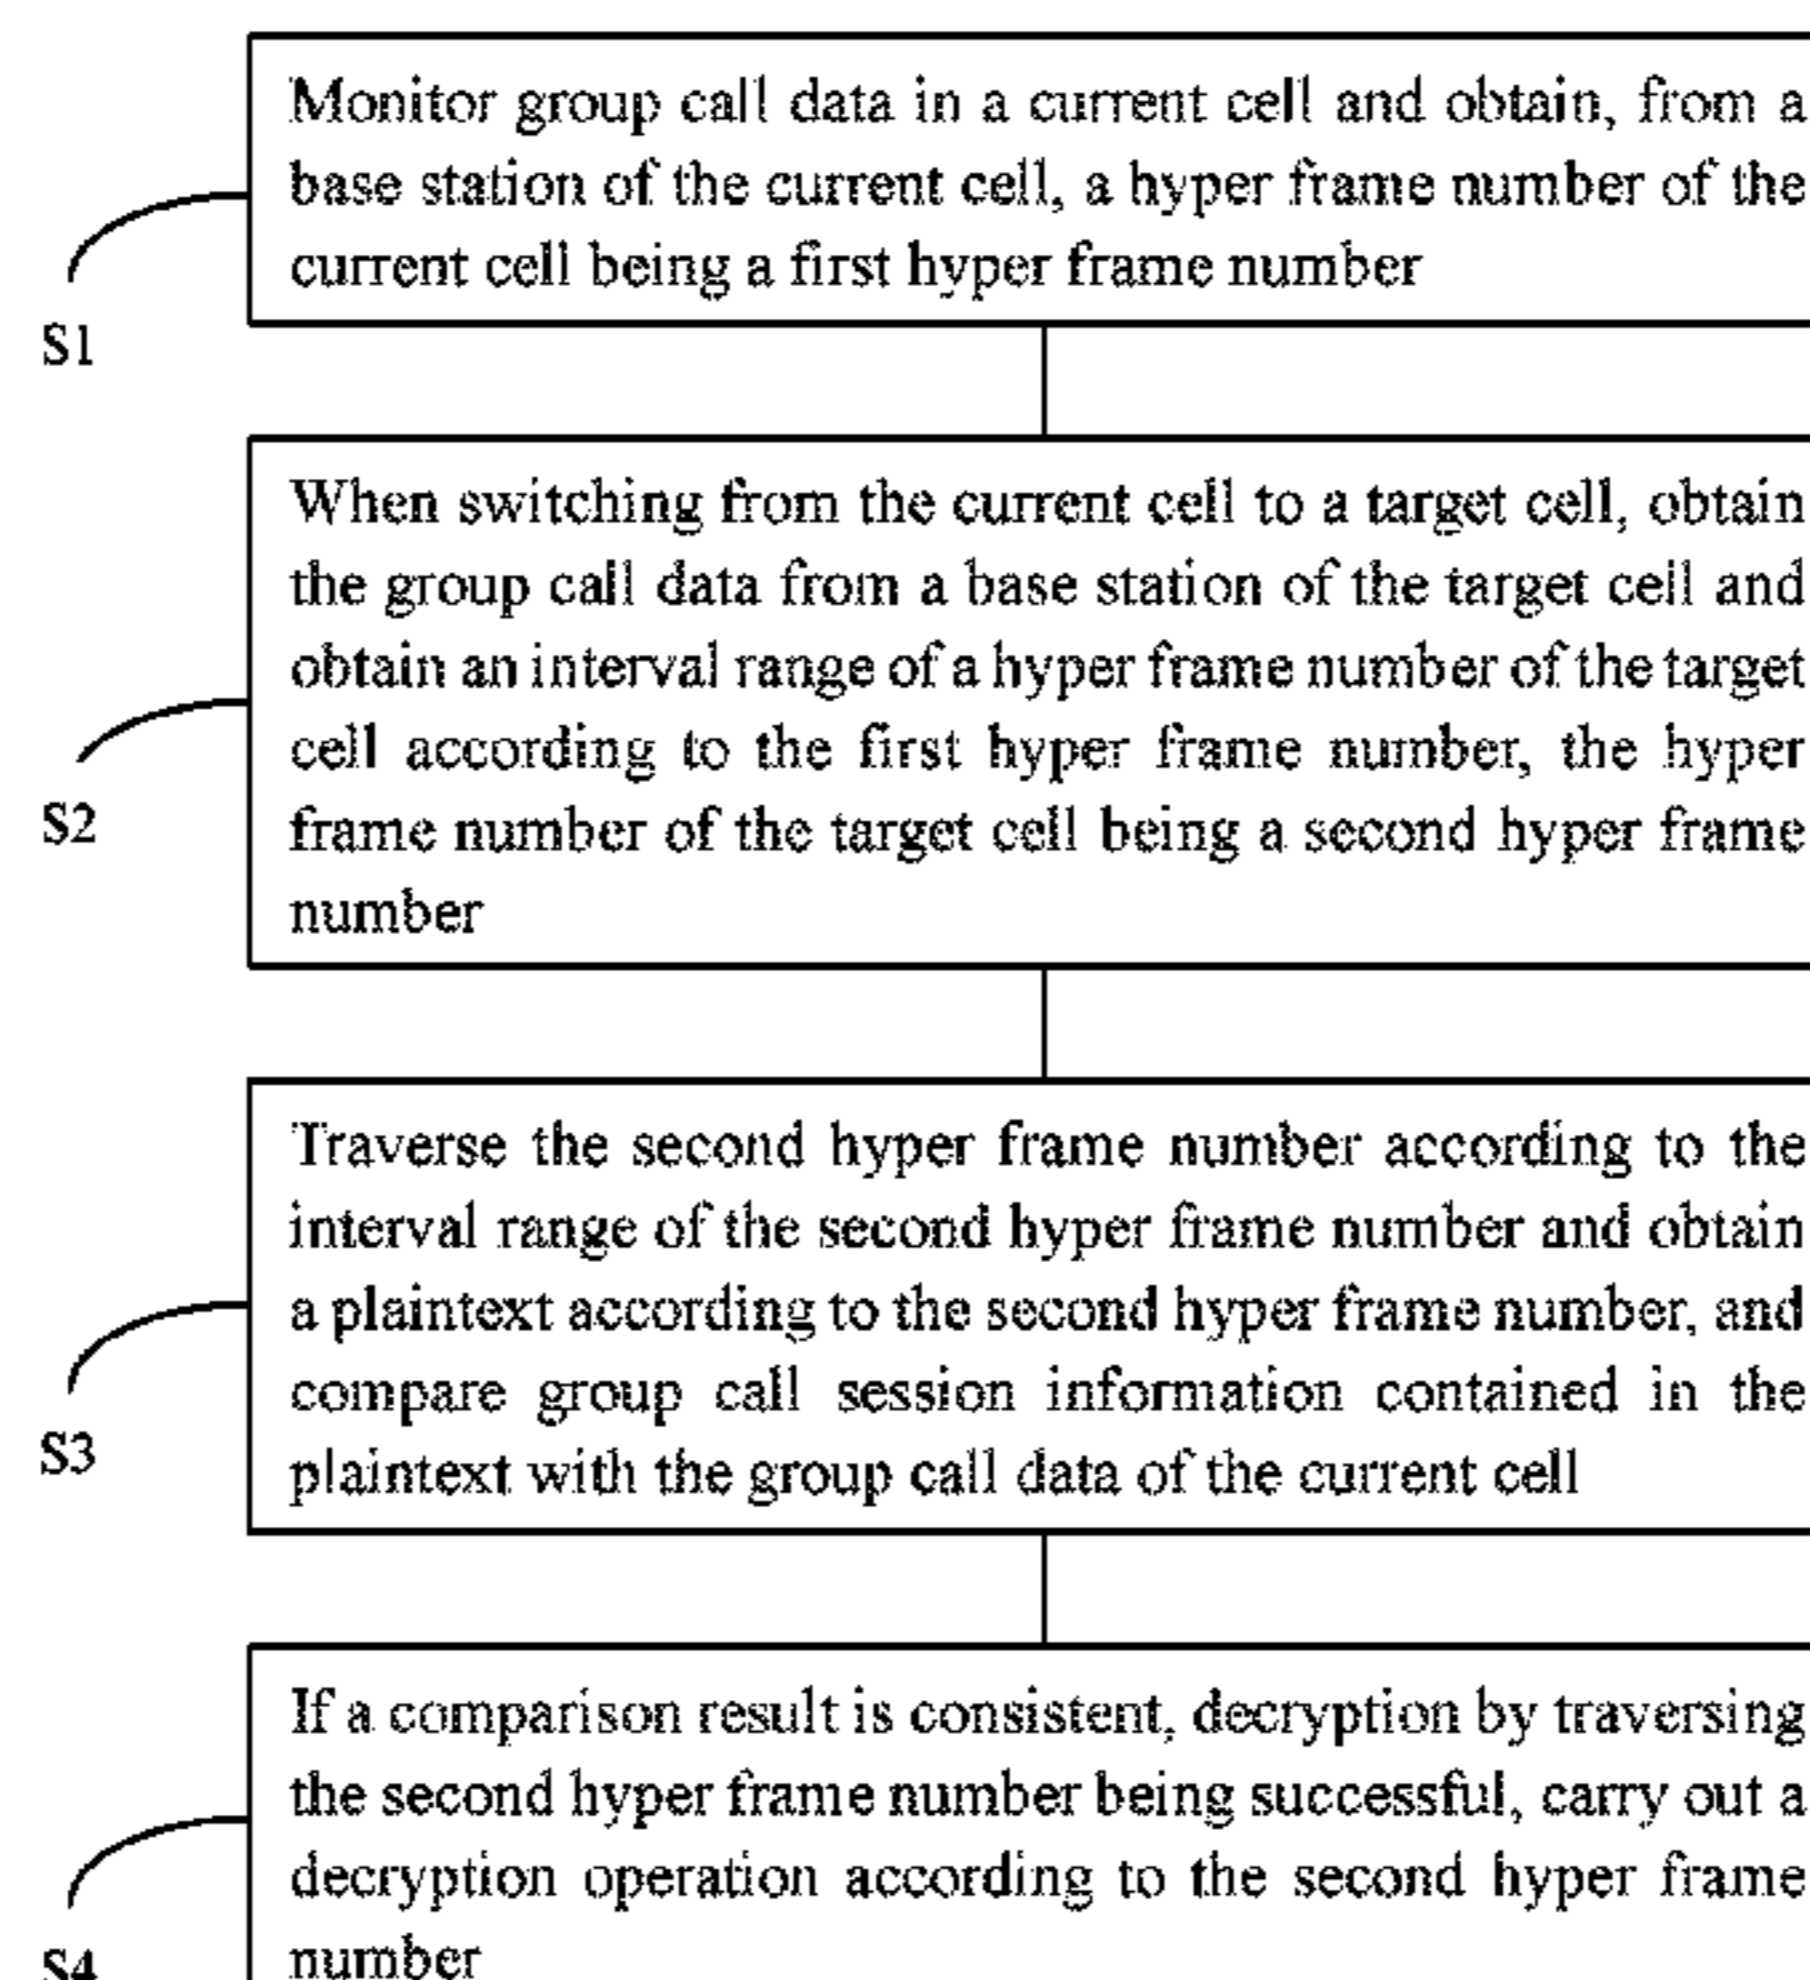 Monitor group call data in a current cell and obtain, from a
base station of the current cell, a hyper frame number of the
current cell being a first hyper frame number
S1
When switching from the current cell to a target cell, obtain
the group call data from a base station of the target cell and
obtain an interval range of a hyper frame number of the target
cell according to the first hyper frame number, the hyper
frame number of the target cell being a second hyper frame
number
S2
Traverse the second hyper frame number according to the
interval range of the second hyper frame number and obtain
a plaintext according to the second hyper frame number, and
compare group call session information contained in the
plaintext with the group call data of the current cell
S3
If a comparison result is consistent, decryption by traversing
the second hyper frame number being successful, carry out a
decryption operation according to the second hyper frame
number
S4